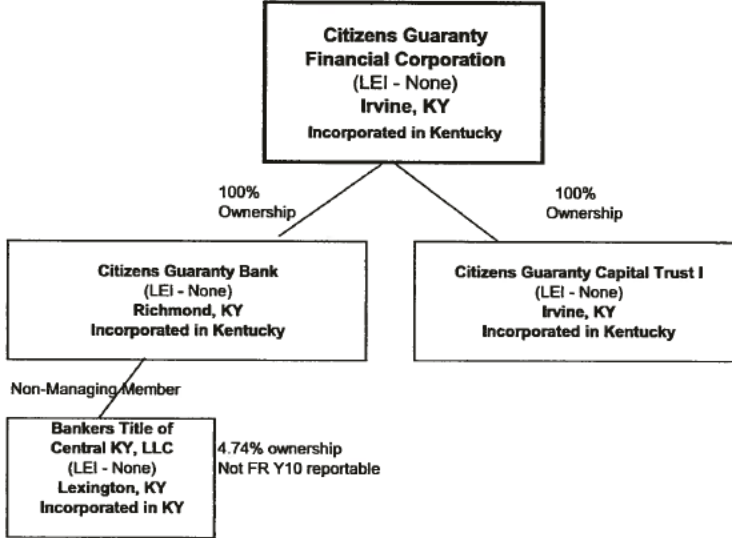 Citizens Guaranty
Financial Corporation
(LEI - None)
Irvine, KY
Incorporated in Kentucky
100%
Ownership
100%
Ownership
Citizens Guaranty Bank
(LEI - None)
Richmond, KY
Incorporated in Kentucky
Citizens Guaranty Capital Trust I
(LEI - None)
Irvine, KY
Incorporated in Kentucky
Non-Managing Member
Bankers Title of
Central KY, LLC
(LEI - None)
Lexington, KY
Incorporated in KY
4.74% ownership
Not FR Y10 reportable